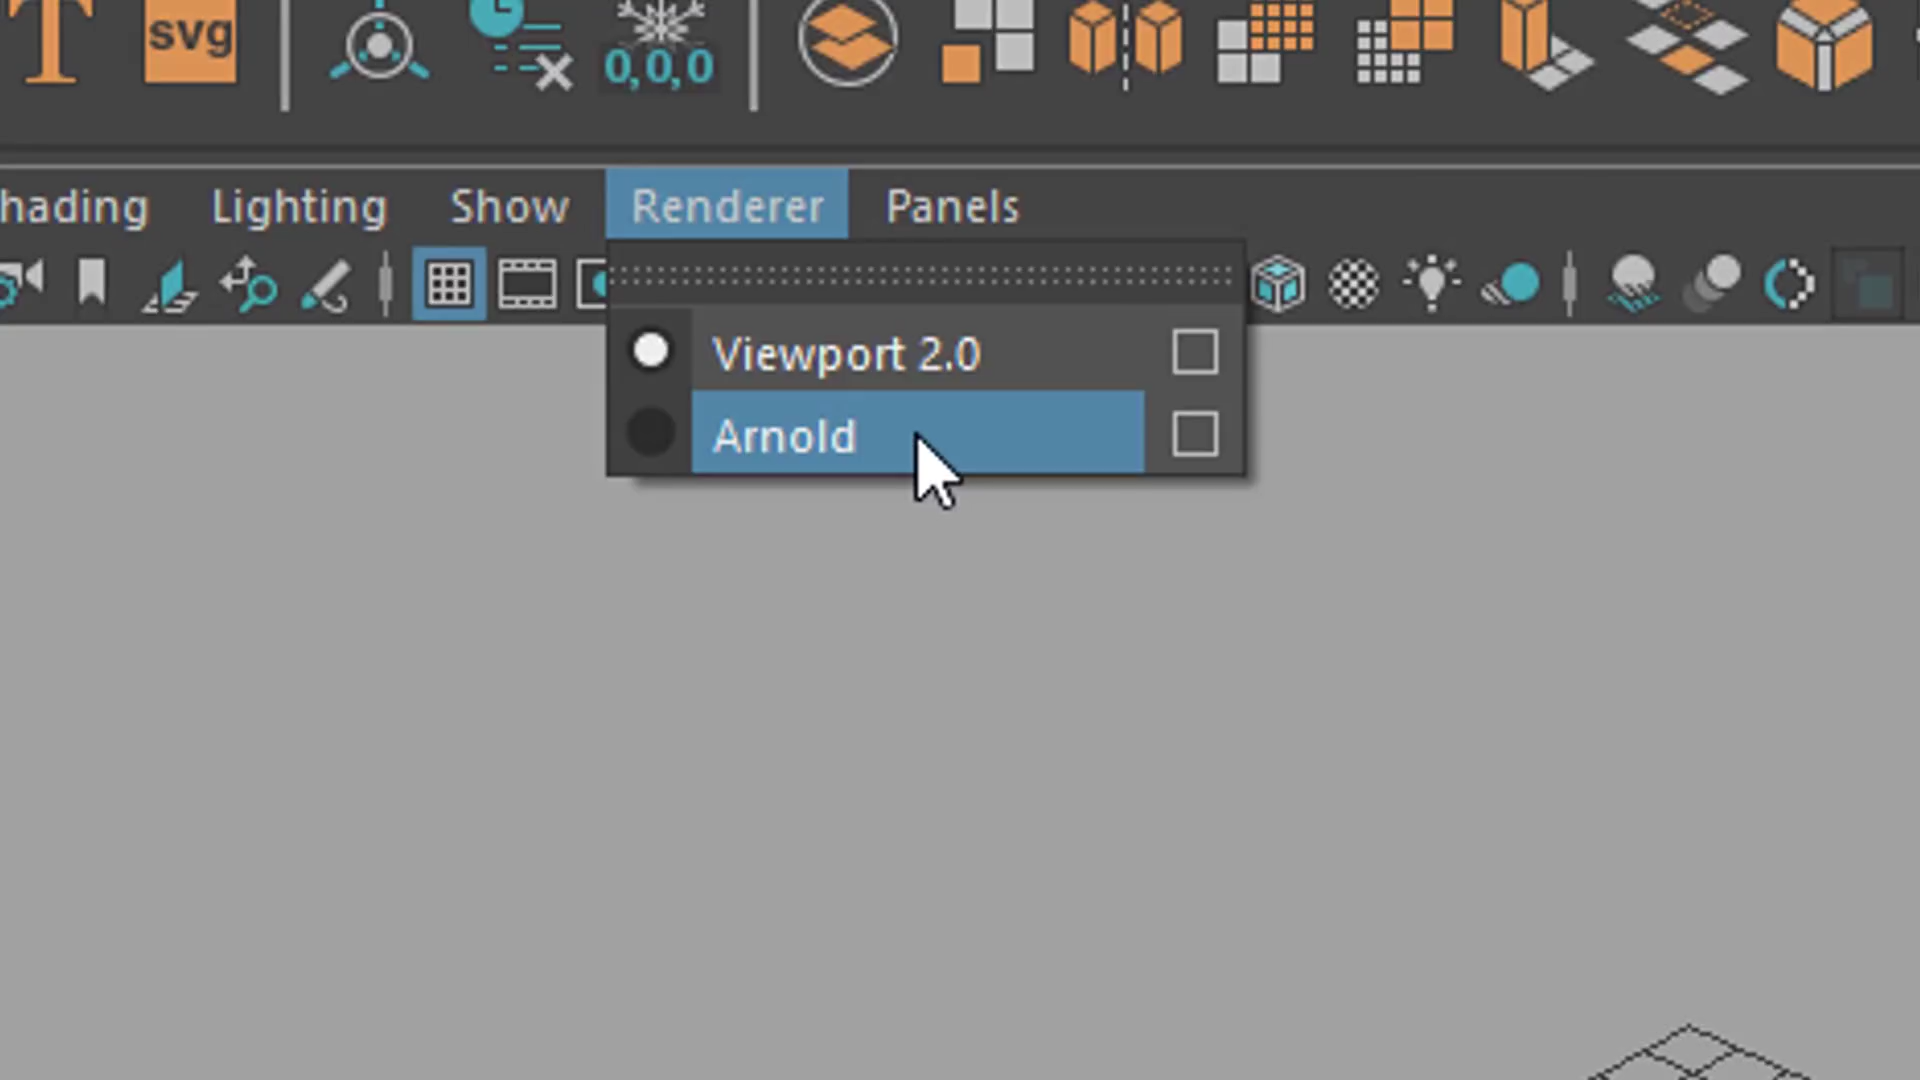 T svg 0,0,0
hading Lighting Show Renderer Panels
Viewport 2.0
Arnold